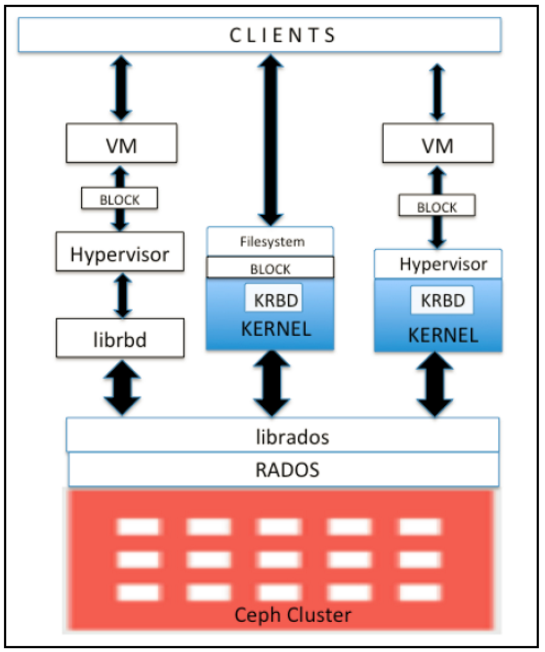 CLIENTS
VM
BLOCK
Hypervisor
librbd
Filesystem
BLOCK
KRBD
KERNEL
VM
BLOCK
Hypervisor
KRBD
KERNEL
librados
RADOS
Ceph Cluster